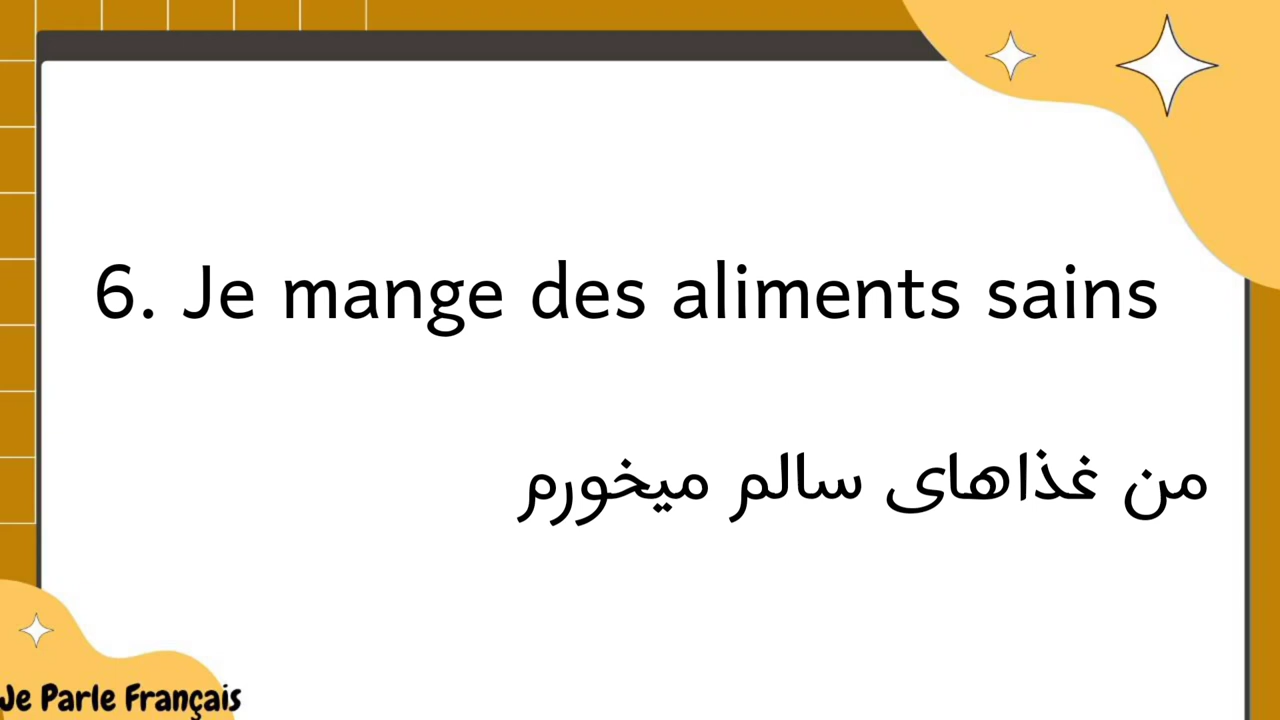 6. Je mange des aliments sains
من غذاهای سالم میخورم
Je Parle Français